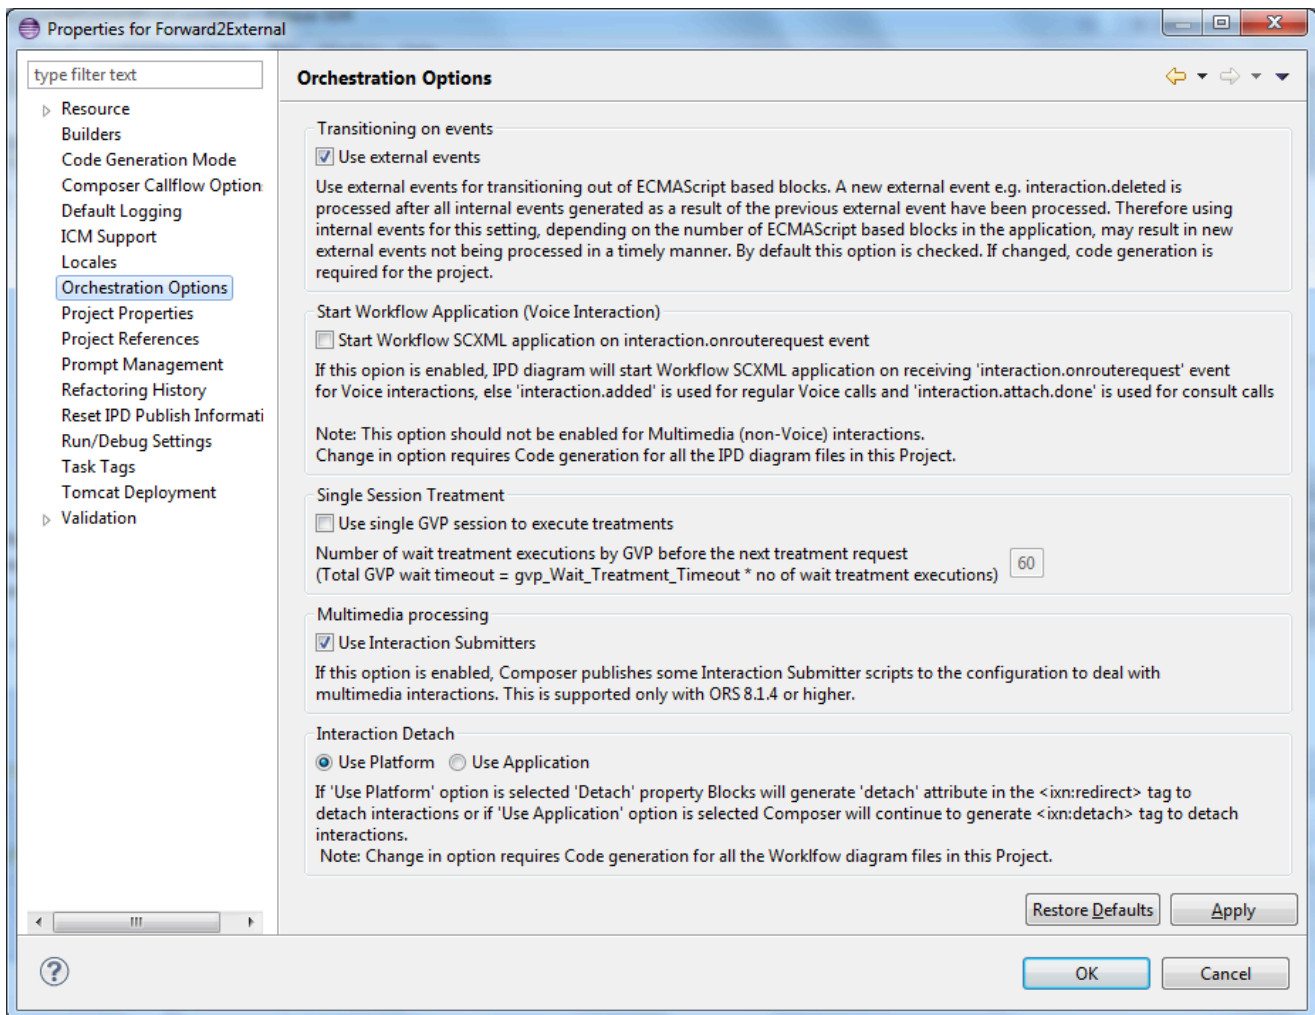 Properties for Forward2External
type filter text
Resource
Builders
Code Generation Mode
Composer Callflow Option
Default Logging
ICM Support
Locales
Orchestration Options
Project Properties
Project References
Prompt Management
Refactoring History
Reset IPD Publish Informati
Run/Debug Settings
Task Tags
Tomcat Deployment
Validation
Orchestration Options
Transitioning on events
Use external events
Use external events for transitioning out of ECMAScript based blocks. A new external event e.g. interaction.deleted is
processed after all internal events generated as a result of the previous external event have been processed. Therefore using
internal events for this setting, depending on the number of ECMAScript based blocks in the application, may result in new
external events not being processed in a timely manner. By default this option is checked. If changed, code generation is
required for the project.
Start Workflow Application (Voice Interaction)
Start Workflow SCXML application on interaction.onrouterequest event
If this opion is enabled, IPD diagram will start Workflow SCXML application on receiving 'interaction.onrouterequest' event
for Voice interactions, else 'interaction.added' is used for regular Voice calls and 'interaction.attach.done' is used for consult calls
Note: This option should not be enabled for Multimedia (non-Voice) interactions.
Change in option requires Code generation for all the IPD diagram files in this Project.
Single Session Treatment
Use single GVP session to execute treatments
Number of wait treatment executions by GVP before the next treatment request
(Total GVP wait timeout = gvp_Wait_Treatment_Timeout * no of wait treatment executions)
60
Multimedia processing
Use Interaction Submitters
If this option is enabled, Composer publishes some Interaction Submitter scripts to the configuration to deal with
multimedia interactions. This is supported only with ORS 8.1.4 or higher.
Interaction Detach
Use Platform Use Application
If 'Use Platform' option is selected 'Detach' property Blocks will generate 'detach' attribute in the <ixn:redirect> tag to
detach interactions or if 'Use Application' option is selected Composer will continue to generate <ixn:detach> tag to detach
interactions.
Note: Change in option requires Code generation for all the Worklfow diagram files in this Project.
Restore Defaults Apply
OK Cancel